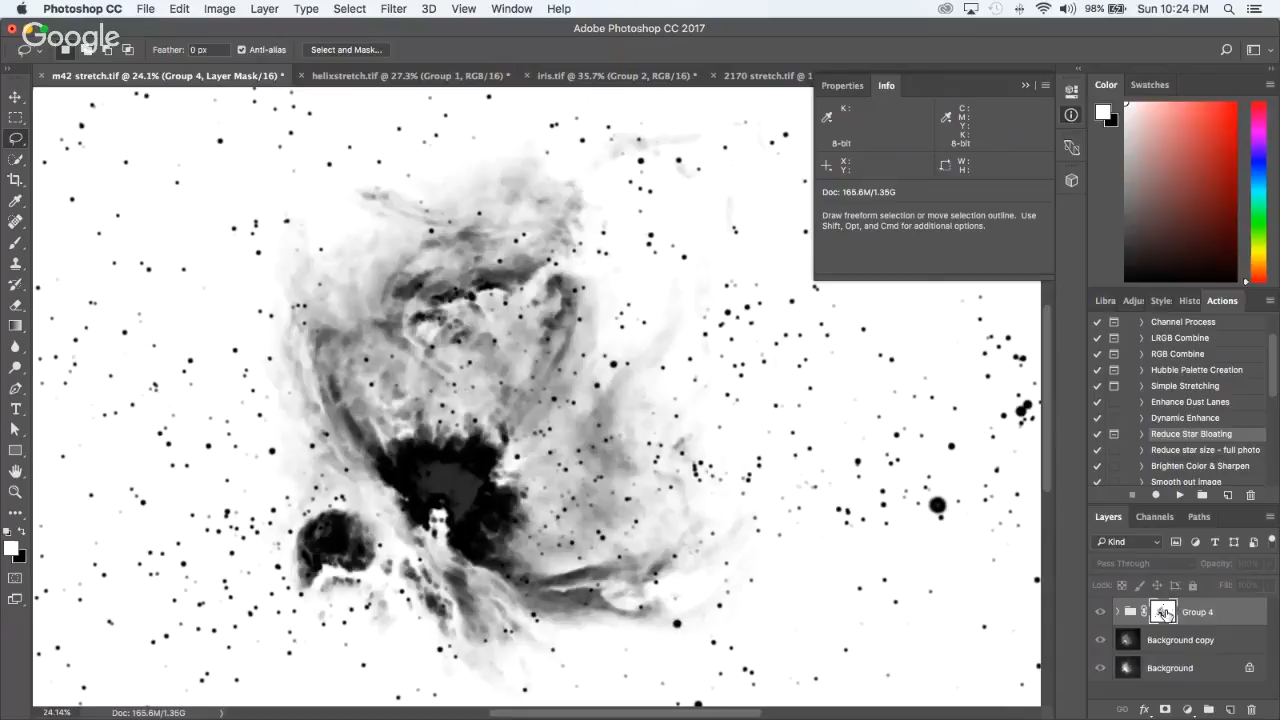 Photoshop CC File Edit Image Layer Type Select Filter 3D View Window Help 98% Sun 10:24 PM
Adobe Photoshop CC 2017
Google
Feather: 0 px Anti-alias Select and Mask...
m42 stretch.tif @ 24.1% (Group 4, Layer Mask/16) * helixstretch.tif @ 27.3% (Group 1, RGB/16) * iris.tif @ 35.7% (Group 2, RGB/16) * 2170 stretch.tif @ 1
Properties Info
K: C:
M:
Y:
K:
8-bit 8-bit
X: W:
Y: H:
Doc: 165.6M/1.35G
Draw freeform selection or move selection outline. Use
Shift, Opt, and Cmd for additional options.
Color Swatches
Libra Adju Style Histo Actions
Channel Process
LRGB Combine
RGB Combine
Hubble Palette Creation
Simple Stretching
Enhance Dust Lanes
Dynamic Enhance
Reduce Star Bloating
Reduce star size - full photo
Brighten Color & Sharpen
Smooth out image
Layers Channels Paths
Kind
Pass Through Opacity: 100%
Lock: Fill: 100%
Group 4
Background copy
Background
24.14% Doc: 165.6M/1.35G